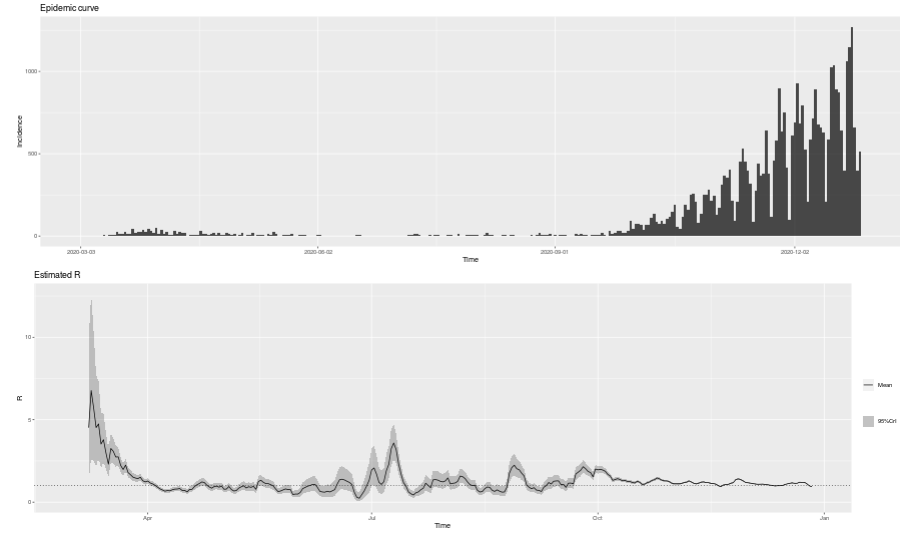 Epidemic curve
1000
500
0
Incidence
2020-03-03
2020-06-02
2020-09-01
2020-12-02
Time
Estimated R
10
5
0
R
Apr
Jul
Oct
Jan
Time
Mean
95%CrI